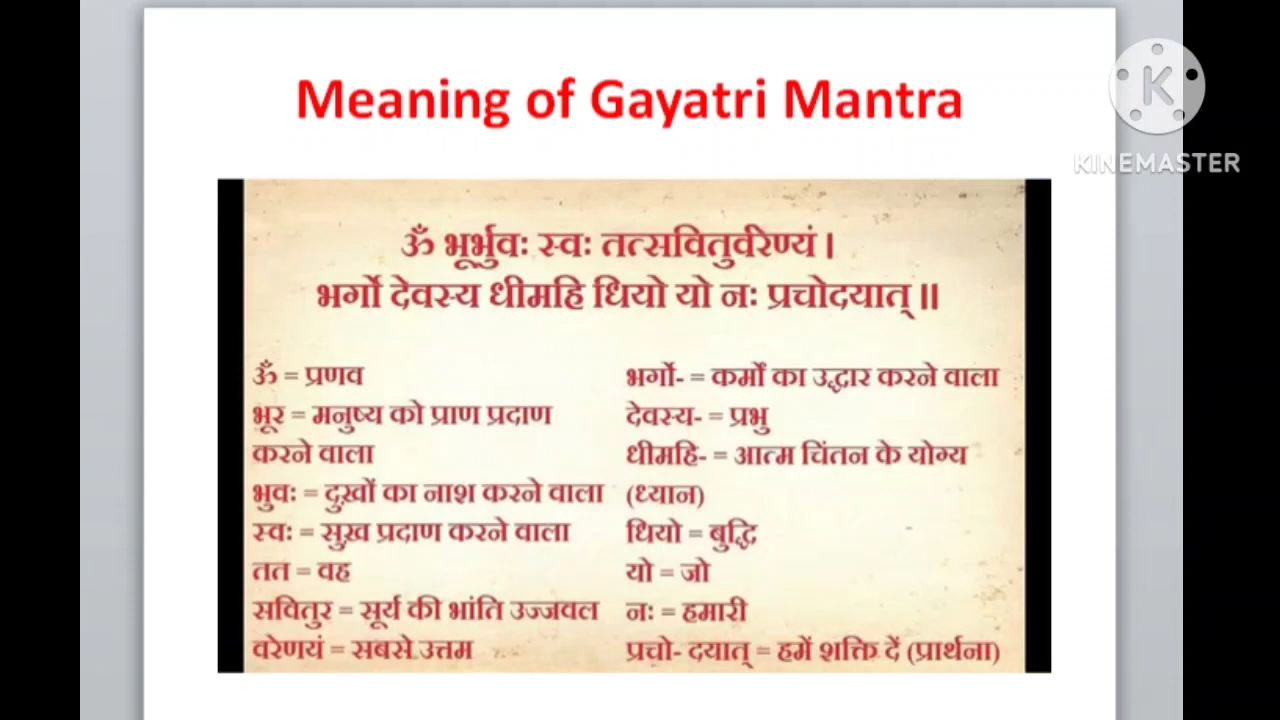 Meaning of Gayatri Mantra
KINEMASTER
ॐ भूर्भुवः स्वः तत्सवितुर्वरेण्यं।
भर्गो देवस्य धीमहि धियो यो नः प्रचोदयात्॥
ॐ = प्रणव
भूर = मनुष्य को प्राण प्रदाण
करने वाला
भुवः = दुखों का नाश करने वाला
स्वः = सुख प्रदाण करने वाला
तत = वह
सवितुर = सूर्य की भांति उज्जवल
वरेणयं = सबसे उत्तम
भर्गो- = कर्मों का उद्धार करने वाला
देवस्य- = प्रभु
धीमहि- = आत्म चिंतन के योग्य
(ध्यान)
धियो = बुद्धि
यो = जो
नः = हमारी
प्रचो- दयात् = हमें शक्ति दें (प्रार्थना)